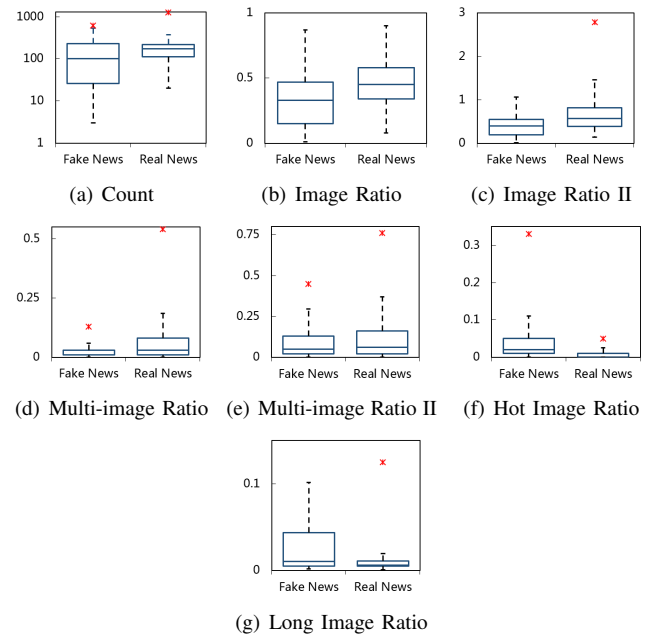 1000
100
10
1
Fake News Real News
(a) Count
1
0.5
0
Fake News Real News
(b) Image Ratio
3
2
1
0
Fake News Real News
(c) Image Ratio II
0.5
0.25
0
Fake News Real News
(d) Multi-image Ratio
0.75
0.5
0.25
0
Fake News Real News
(e) Multi-image Ratio II
0.3
0.2
0.1
0
Fake News Real News
(f) Hot Image Ratio
0.1
0
Fake News Real News
(g) Long Image Ratio